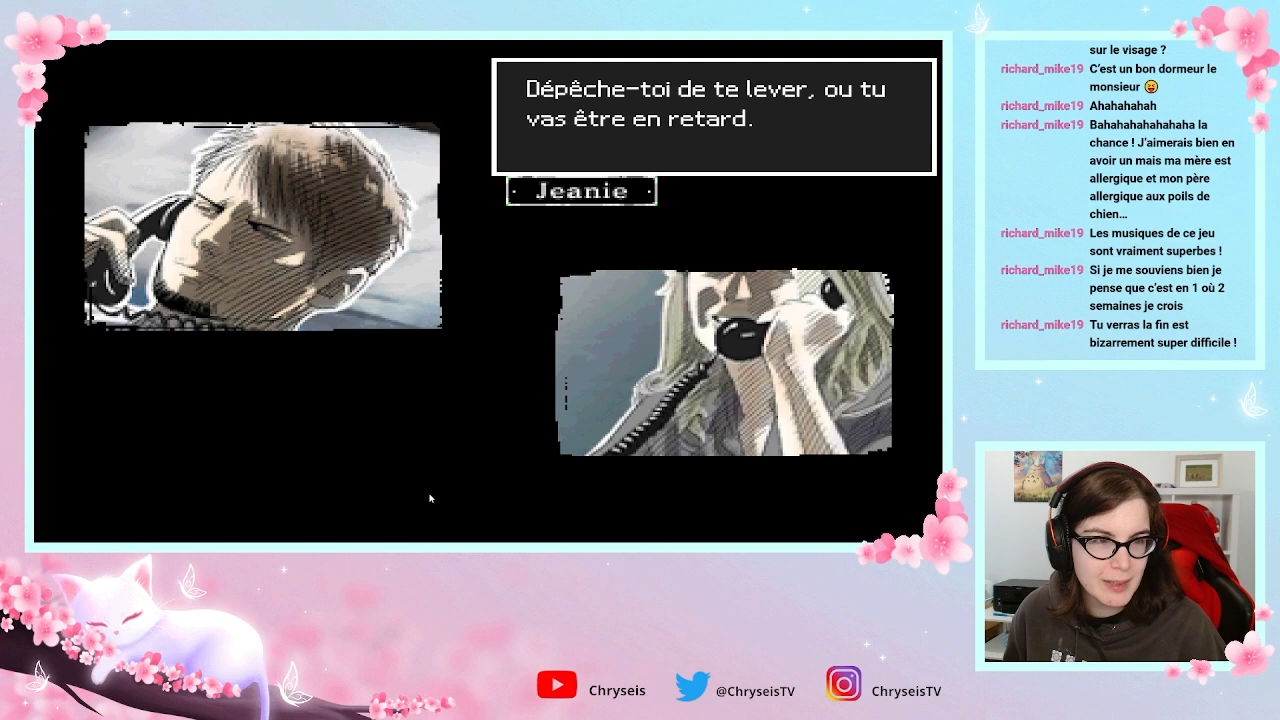 Dépêche-toi de te lever, ou tu
vas être en retard.
Jeanie
sur le visage ?
richard_mike19 C’est un bon dormeur le
monsieur 😛
richard_mike19 Ahahahahah
richard_mike19 Bahahahahahahaha la
chance ! J’aimerais bien en
avoir un mais ma mère est
allergique et mon père
allergique aux poils de
chien…
richard_mike19 Les musiques de ce jeu
sont vraiment superbes !
richard_mike19 Si je me souviens bien je
pense que c’est en 1 où 2
semaines je crois
richard_mike19 Tu verras la fin est
bizarrement super difficile !
Chryseis
@ChryseisTV
ChryseisTV